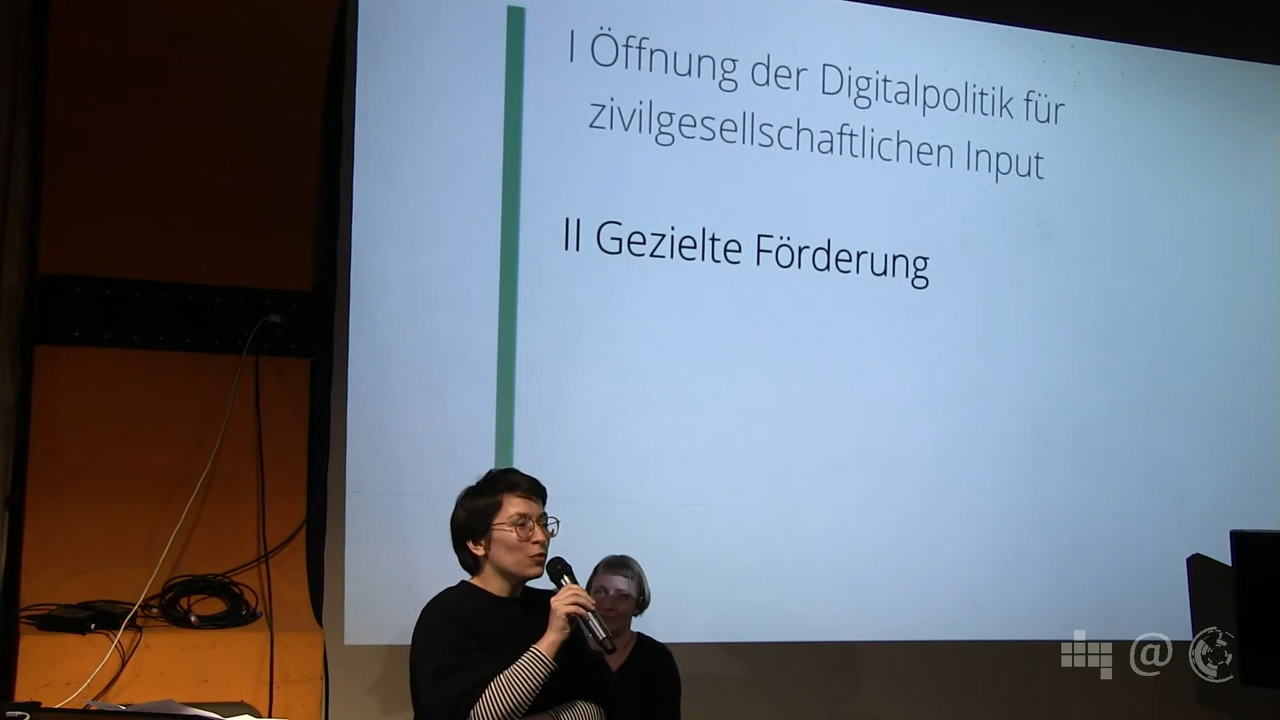 I Öffnung der Digitalpolitik für
zivilgesellschaftlichen Input
II Gezielte Förderung
@